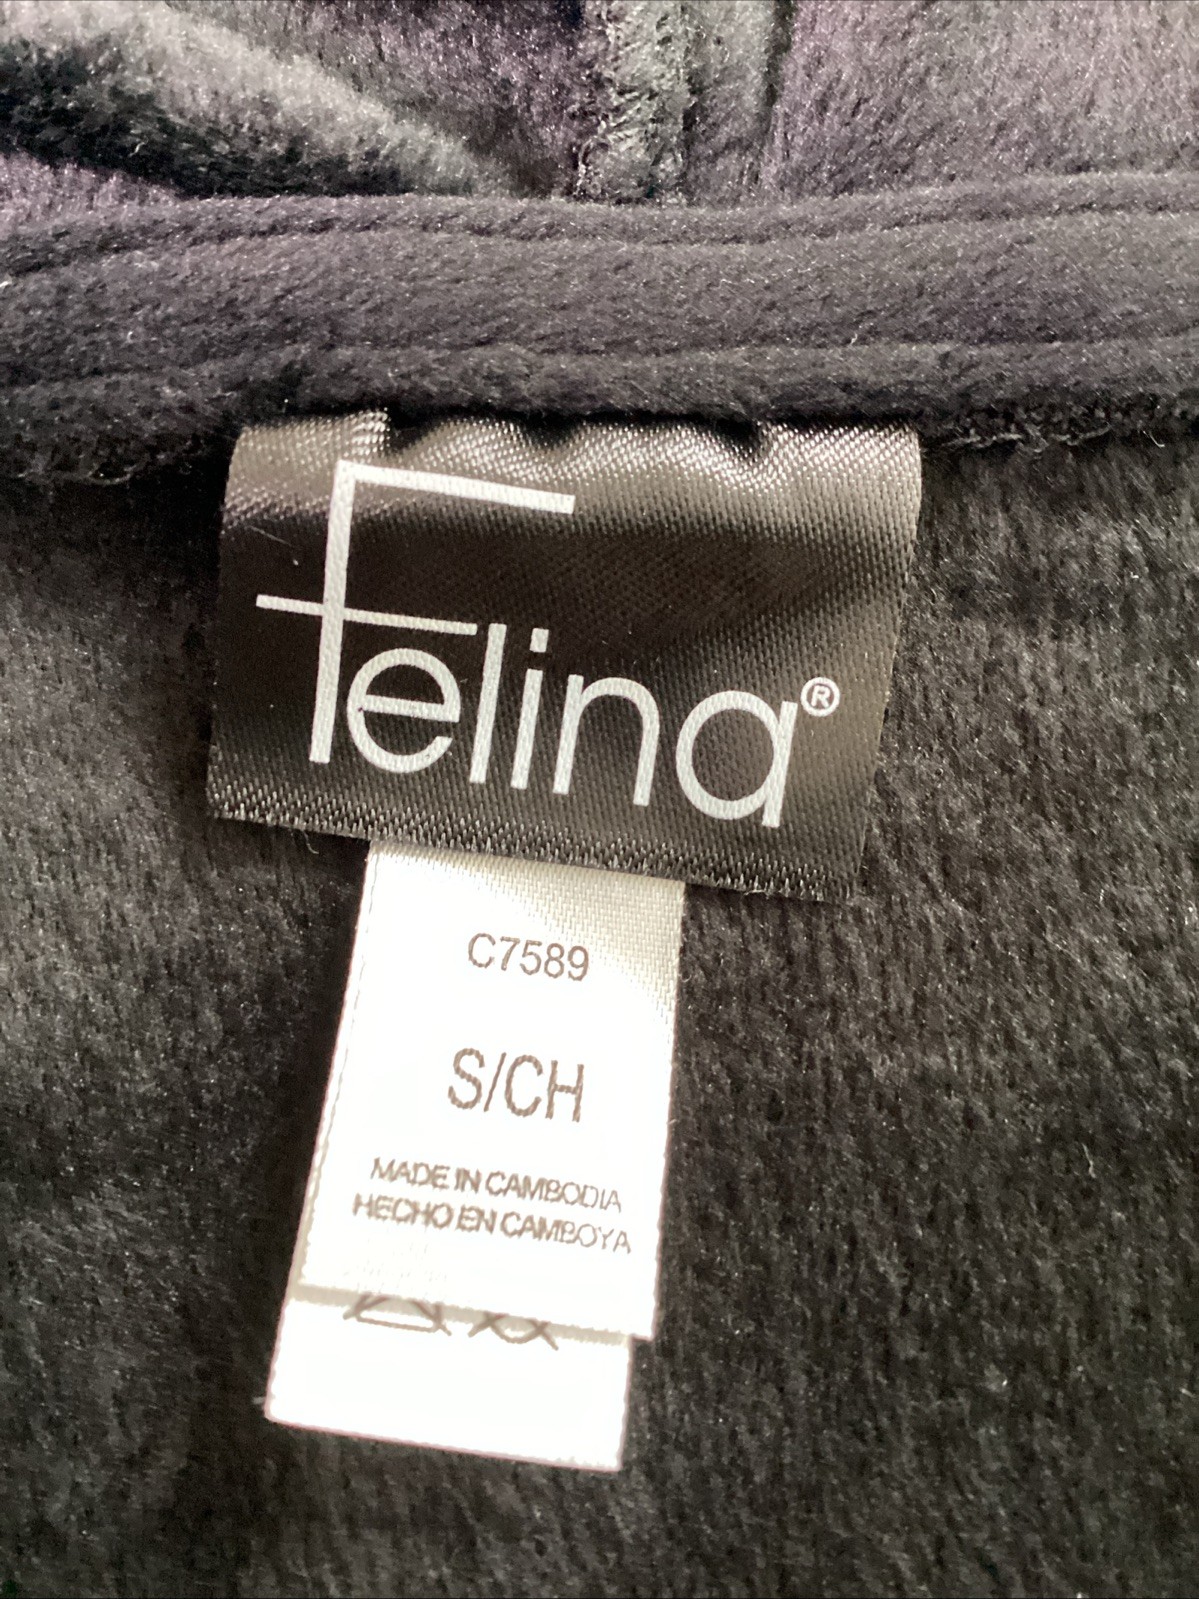 Felina®
C7589
S/CH
MADE IN CAMBODIA
HECHO EN CAMBOYA